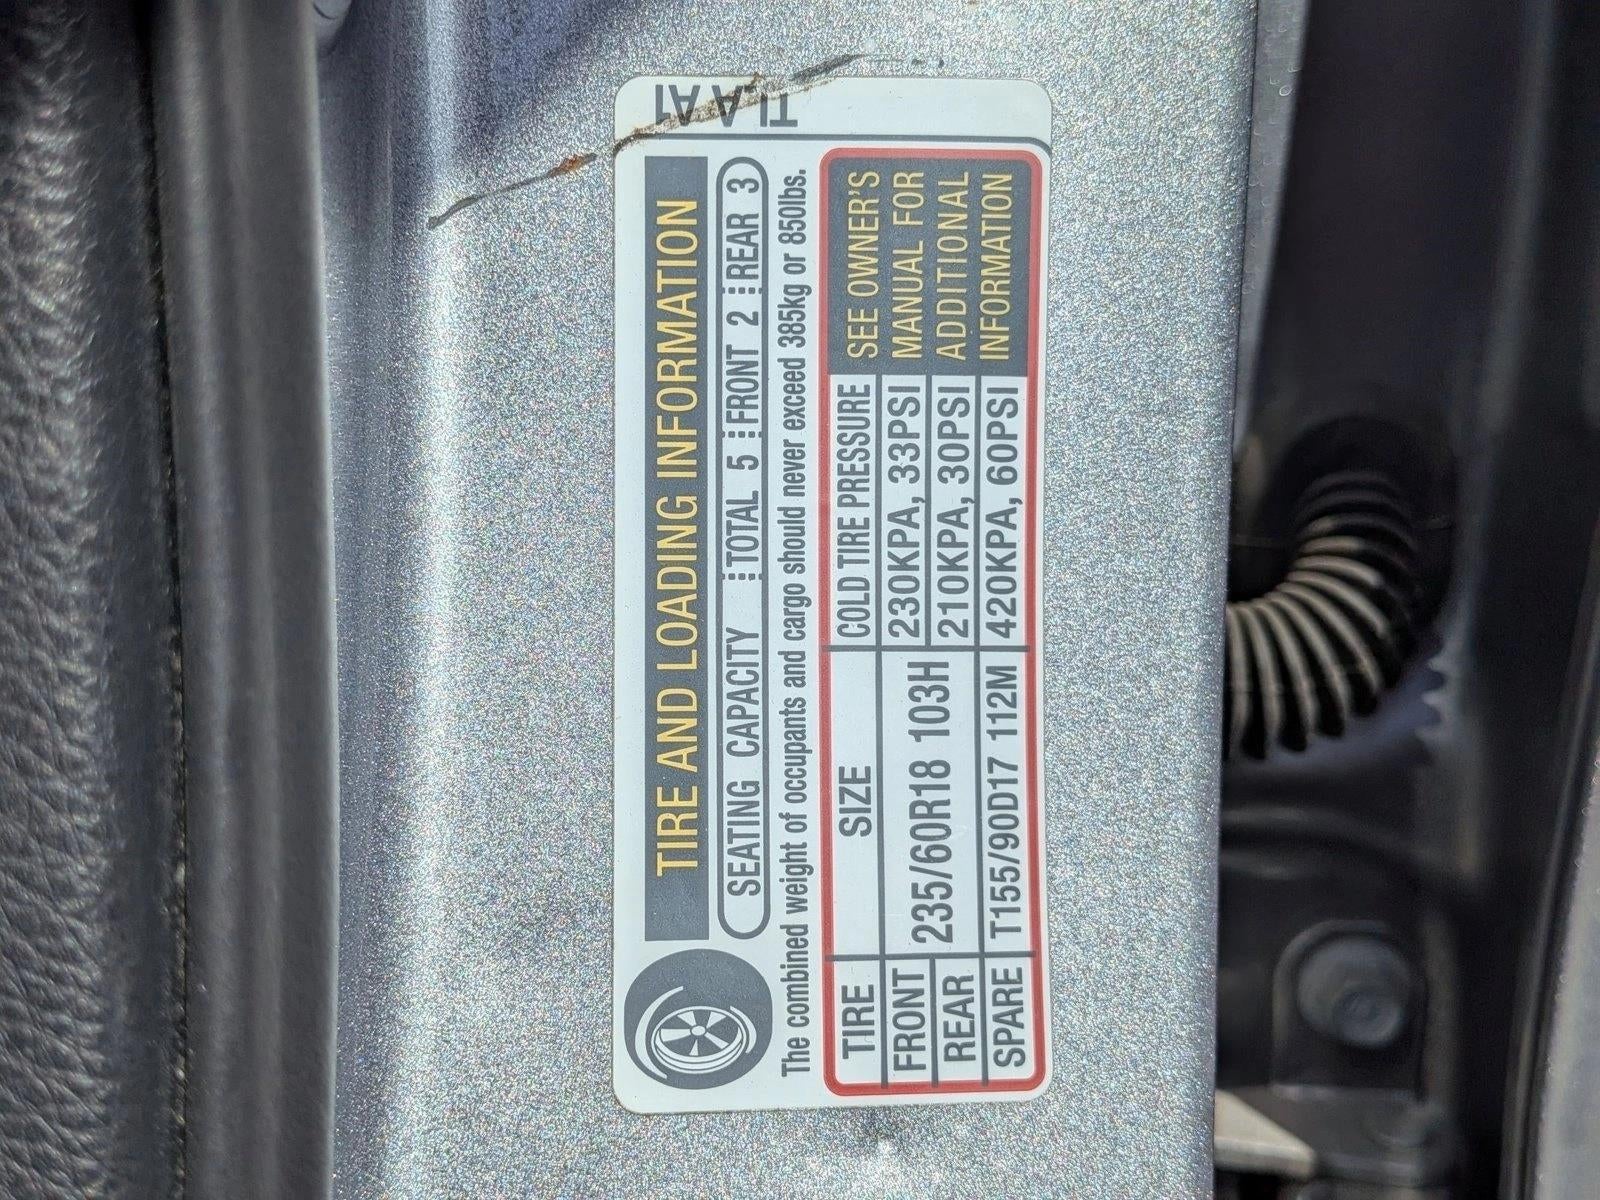 TLA A1
TIRE AND LOADING INFORMATION
SEATING CAPACITY TOTAL 5 FRONT 2 REAR 3
The combined weight of occupants and cargo should never exceed 385kg or 850lbs.
TIRE SIZE COLD TIRE PRESSURE
FRONT 235/60R18 103H 230KPA, 33PSI
REAR 210KPA, 30PSI
SPARE T155/90D17 112M 420KPA, 60PSI
SEE OWNER'S
MANUAL FOR
ADDITIONAL
INFORMATION